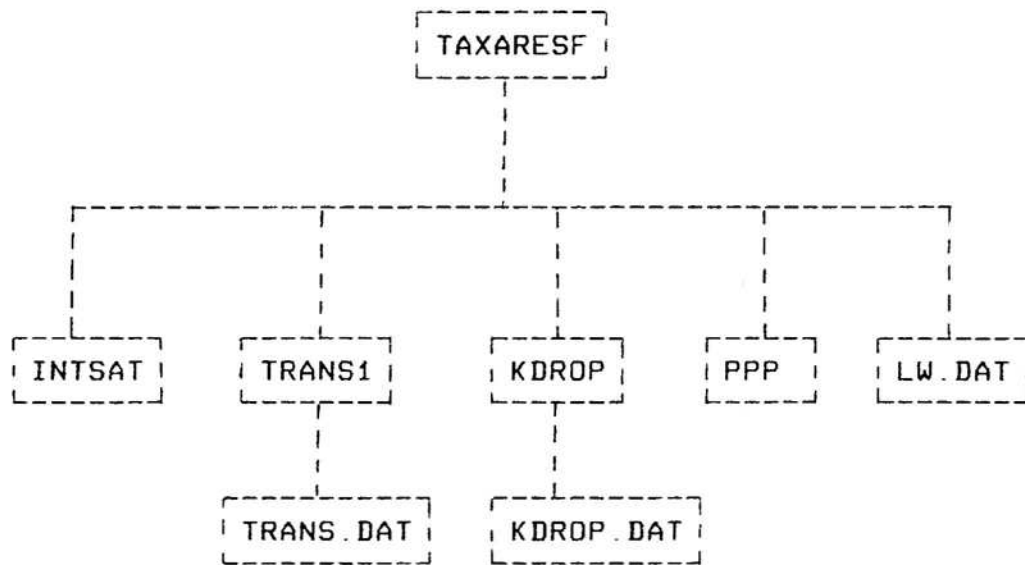 TAXARESF
INTSAT TRANS1 KDROP PPP LW.DAT
TRANS.DAT KDROP.DAT